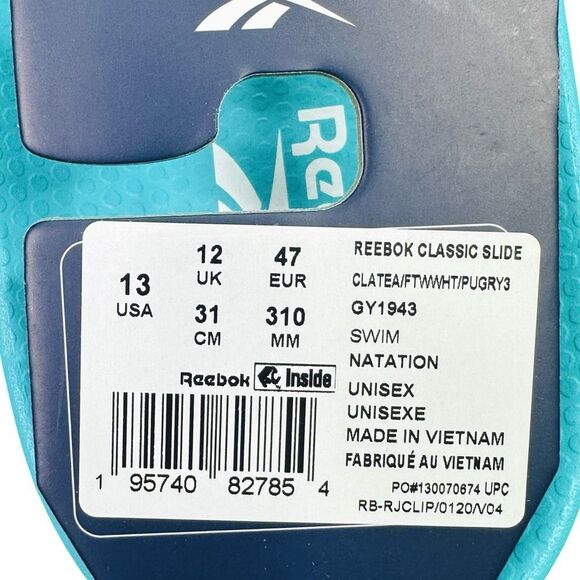 Reebok
13
USA
12
UK
47
EUR
31
CM
310
MM
Reebok Inside
1 95740 82785 4
REEBOK CLASSIC SLIDE
CLATEA/FTWWHT/PUGRY3
GY1943
SWIM
NATATION
UNISEX
UNISEXE
MADE IN VIETNAM
FABRIQUÉ AU VIETNAM
PO#130070674 UPC
RB-RJCLIP/0120/V04